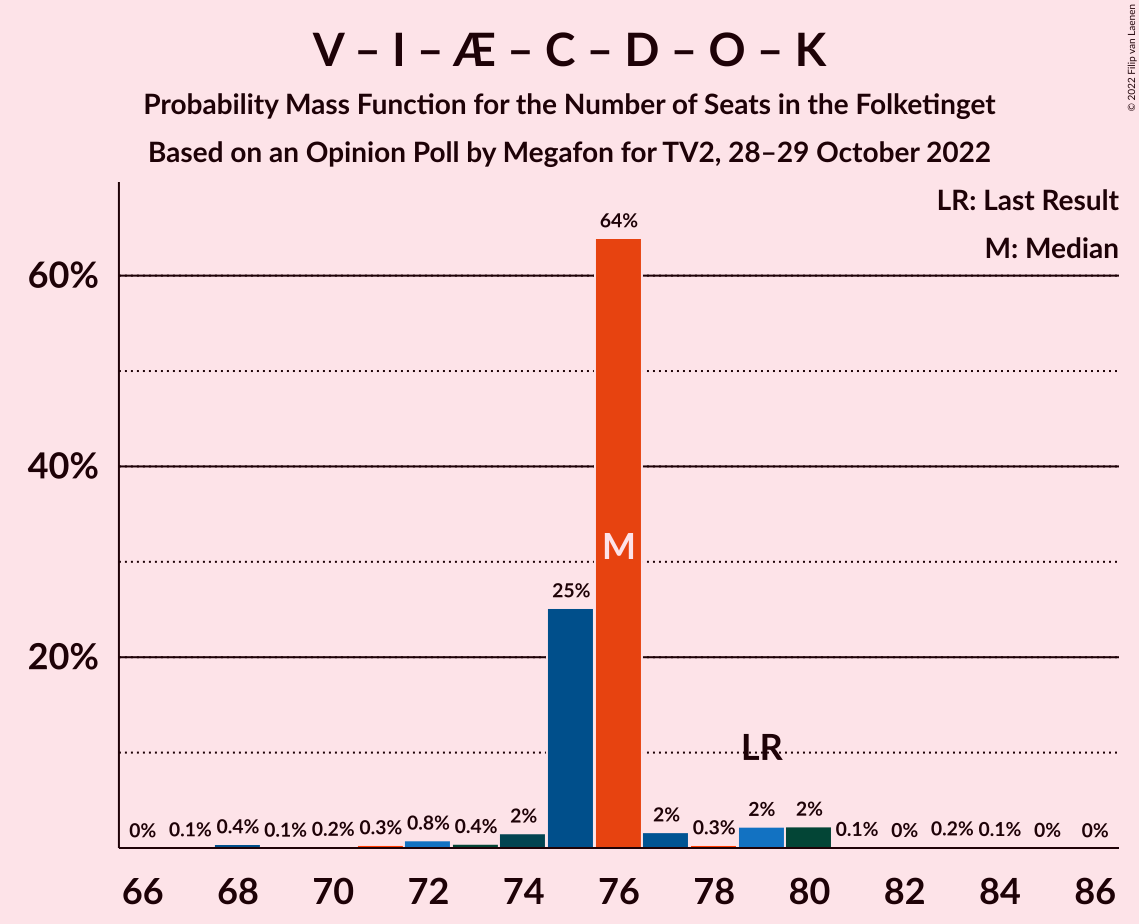 V – I – Æ – C – D – O – K
Probability Mass Function for the Number of Seats in the Folketinget
Based on an Opinion Poll by Megafon for TV2, 28–29 October 2022
© 2022 Filip van Laenen
LR: Last Result
M: Median
64%
60%
40%
M
25%
20%
LR
0% 0.1% 0.4% 0.1% 0.2% 0.3% 0.8% 0.4% 2% 2% 0.3% 2% 2% 0.1% 0% 0.2% 0.1% 0% 0%
66 68 70 72 74 76 78 80 82 84 86